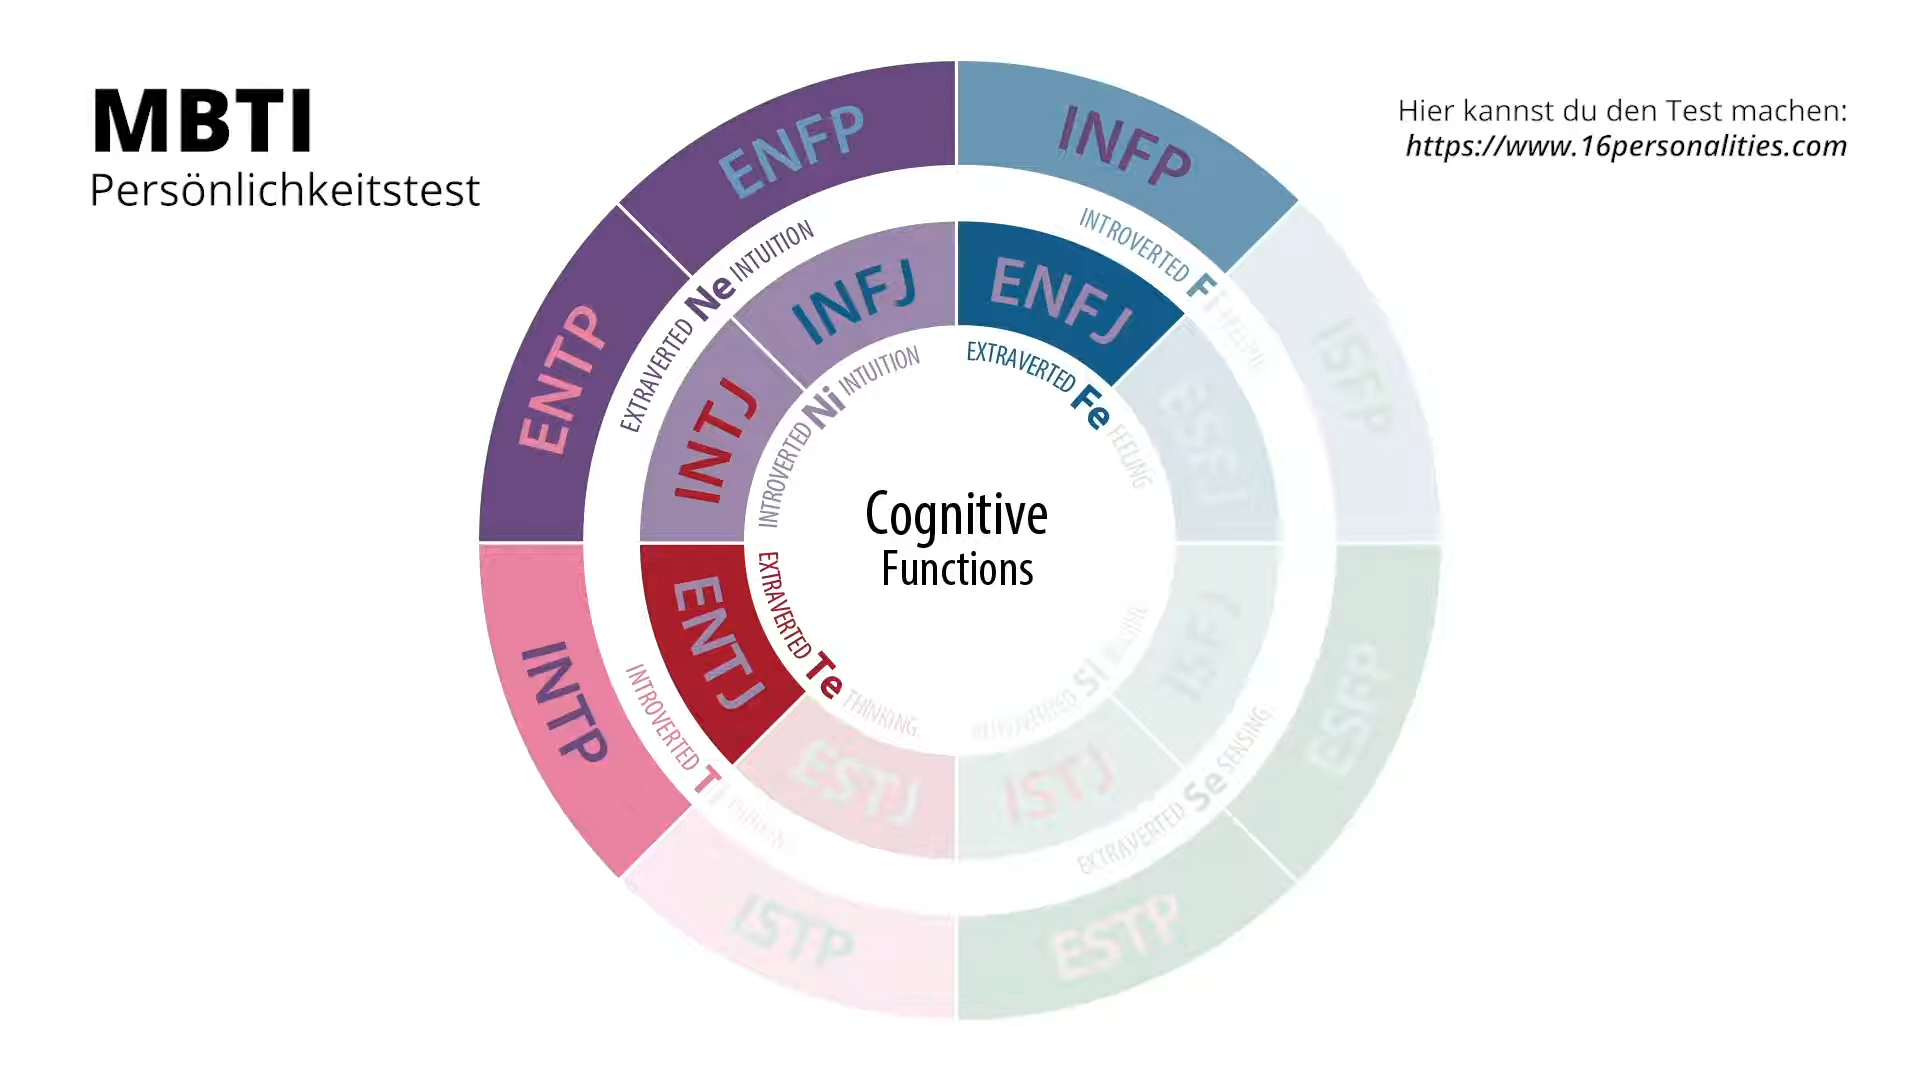 MBTI
Persönlichkeitstest
Hier kannst du den Test machen:
https://www.16personalities.com
ENFP
INFP
ENTP
EXTRAVERTED Ne INTUITION
INTROVERTED F
INFJ
ENFJ
ISFP
INTJ
INTROVERTED Ni INTUITION
EXTRAVERTED Fe FEELING
ESFJ
Cognitive
Functions
ENTJ
EXTRAVERTED Te THINKING
ISFJ
INTP
INTROVERTED Ti
Si
ESFP
ESTJ
ISTJ
EXTRAVERTED Se SENSING
ISTP
ESTP